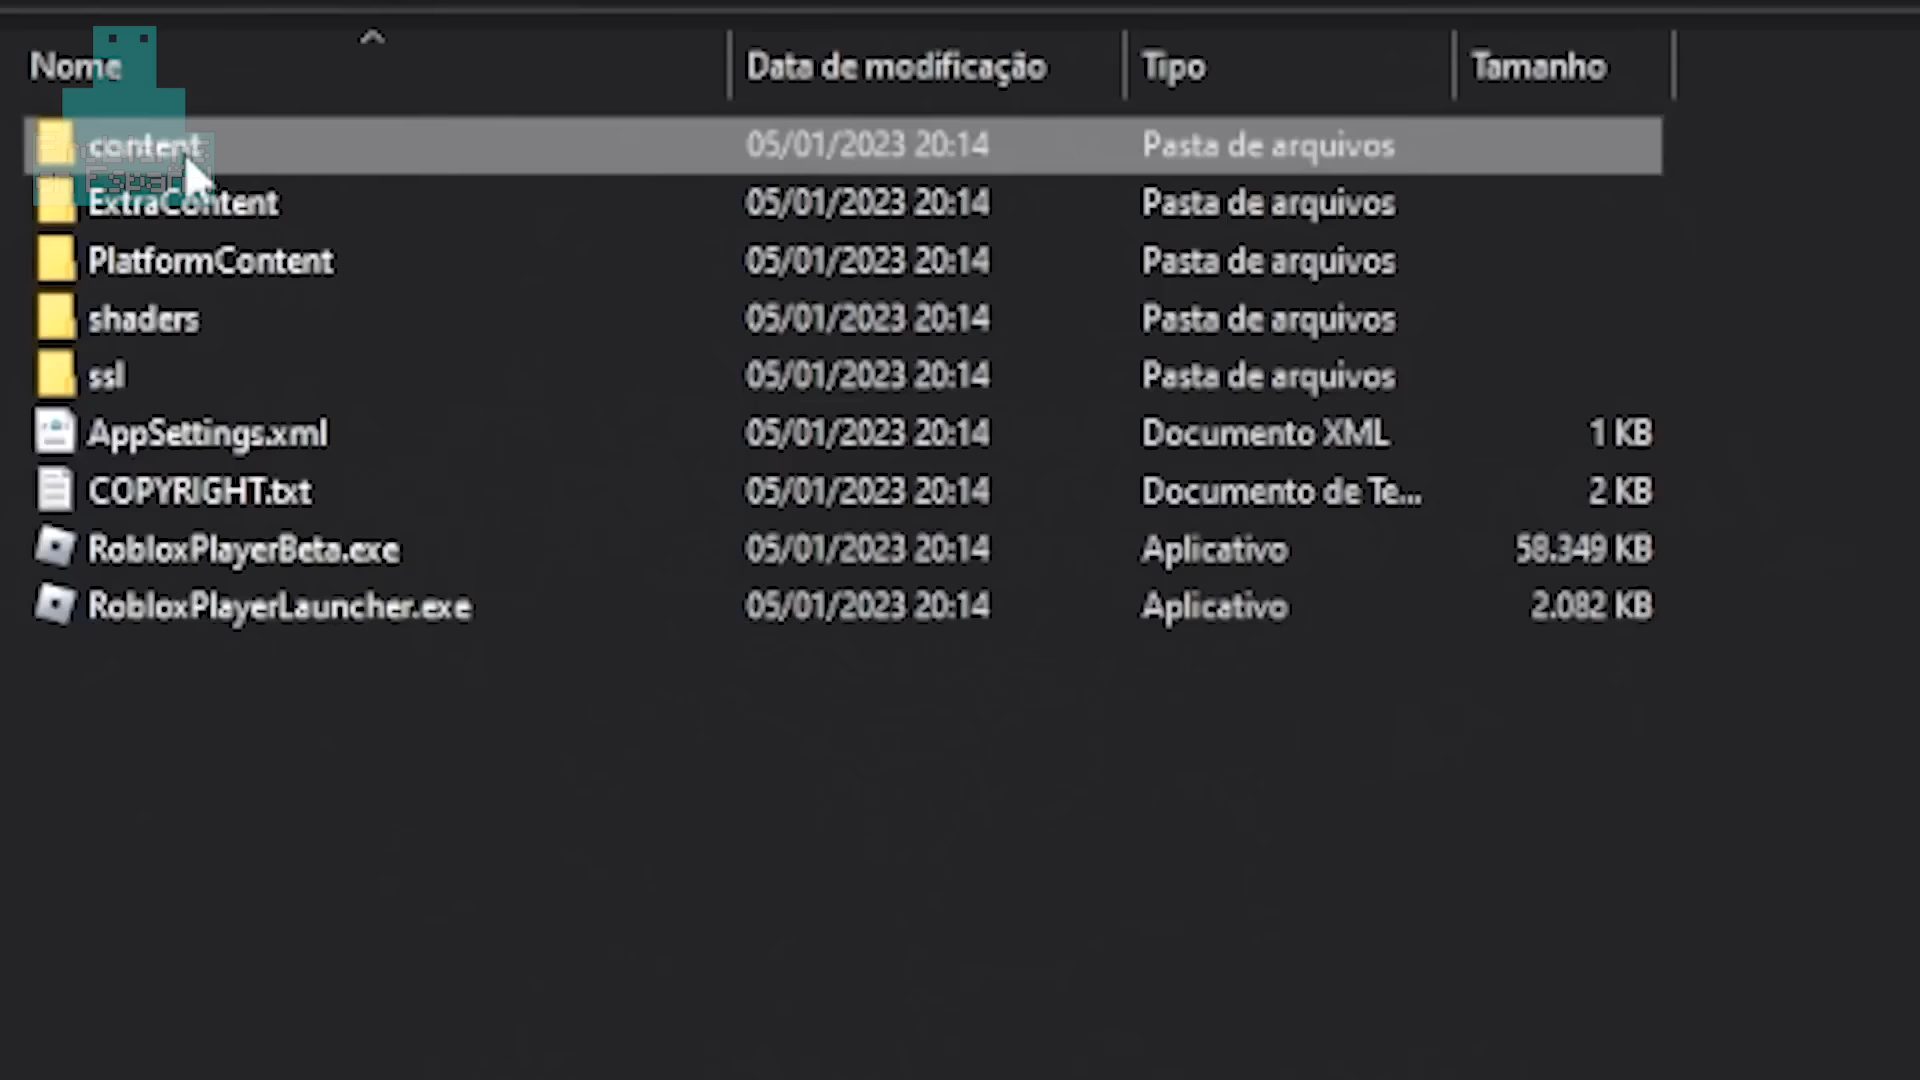 Nome Data de modificação Tipo Tamanho
content 05/01/2023 20:14 Pasta de arquivos
ExtraContent 05/01/2023 20:14 Pasta de arquivos
PlatformContent 05/01/2023 20:14 Pasta de arquivos
shaders 05/01/2023 20:14 Pasta de arquivos
ssl 05/01/2023 20:14 Pasta de arquivos
AppSettings.xml 05/01/2023 20:14 Documento XML 1 KB
COPYRIGHT.txt 05/01/2023 20:14 Documento de Te... 2 KB
RobloxPlayerBeta.exe 05/01/2023 20:14 Aplicativo 58.349 KB
RobloxPlayerLauncher.exe 05/01/2023 20:14 Aplicativo 2.082 KB